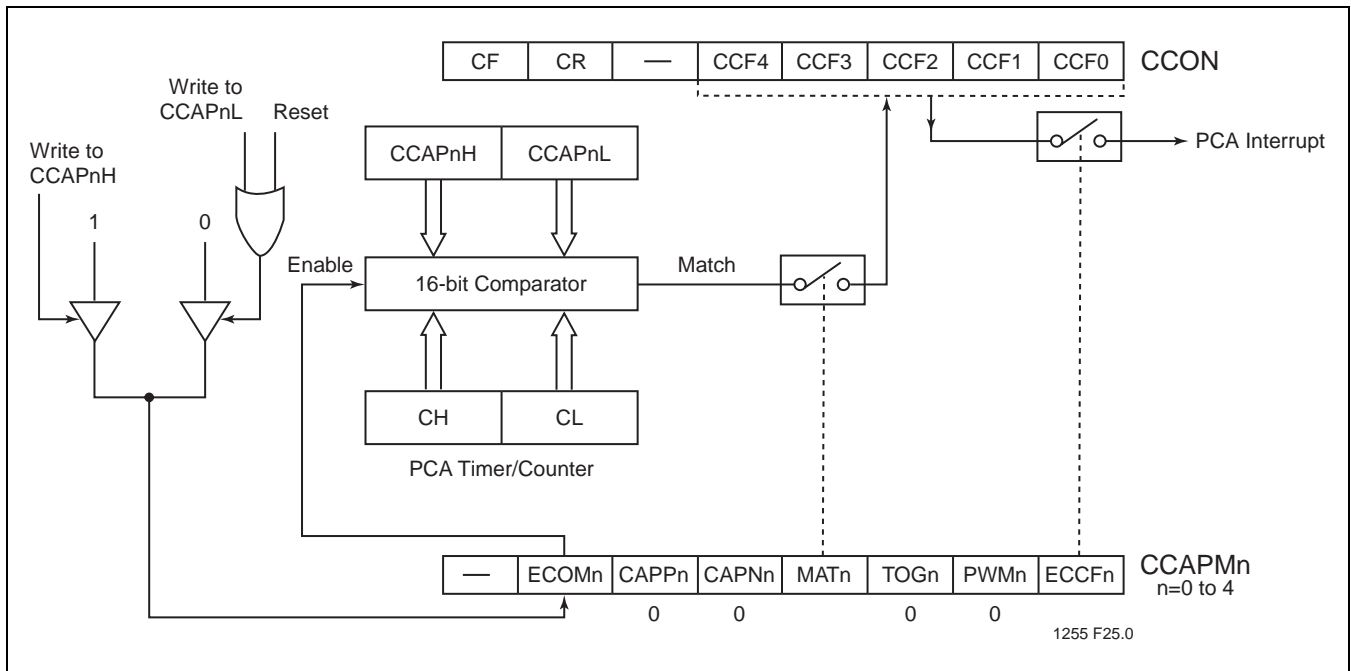 CF CR — CCF4 CCF3 CCF2 CCF1 CCF0 CCON
Write to
CCAPnL
Reset
Write to
CCAPnH
1
0
CCAPnH CCAPnL
PCA Interrupt
Enable
16-bit Comparator
Match
CH CL
PCA Timer/Counter
— ECOMn CAPPn CAPNn MATn TOGn PWMn ECCFn CCAPMn
n=0 to 4
0 0 0 0
1255 F25.0